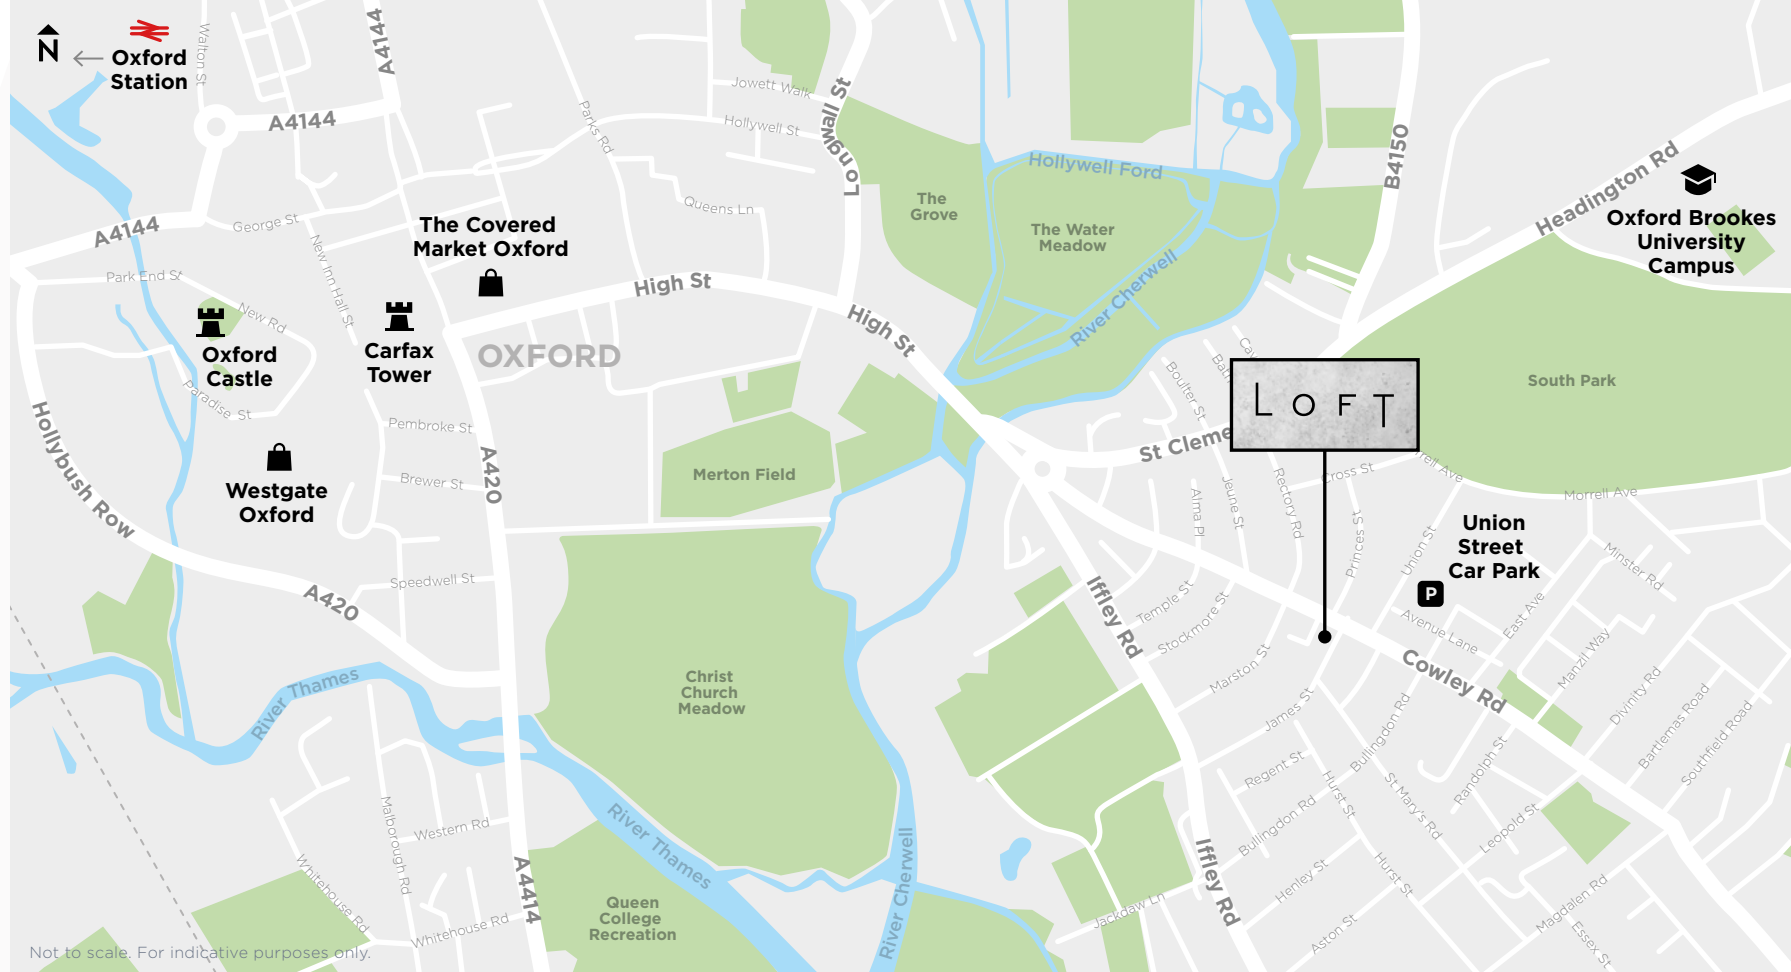 N
Oxford
Station
Walton St
A4144
A4144
A4144
George St
Park End St
New Inn Hall St
New Rd
Oxford
Castle
Paradise St
Carfax
Tower
The Covered
Market Oxford
Westgate
Oxford
Hollybush Row
Pembroke St
Brewer St
Speedwell St
A420
A420
OXFORD
High St
High St
Parks Rd
Jowett Walk
Hollywell St
Longwall St
Queens Ln
The
Grove
Hollywell Ford
The Water
Meadow
River Cherwell
B4150
Headington Rd
Oxford Brookes
University
Campus
South Park
Boulter St
LOFT
St Cleme
Cross St
rell Ave
Morrell Ave
Alma Pl
Jeune St
Rectory Rd
Princes St
Union St
Union
Street
Car Park
P
Minster Rd
Avenue Lane
East Ave
Manzil Way
Divinity Rd
Bartlemas Road
Southfield Road
Cowley Rd
Iffley Rd
Temple St
Stockmore St
Marston St
James St
Bullingdon Rd
Regent St
Hurst St
St Mary's Rd
Randolph St
Leopold St
Bullingdon Rd
Henley St
Hurst St
Magdalen Rd
Aston St
Essex St
Iffley Rd
Jackdaw Ln
Merton Field
Christ
Church
Meadow
River Thames
River Thames
River Cherwell
Queen
College
Recreation
A4414
Western Rd
Malborough Rd
Whitehouse Rd
Whitehouse Rd
Not to scale. For indicative purposes only.